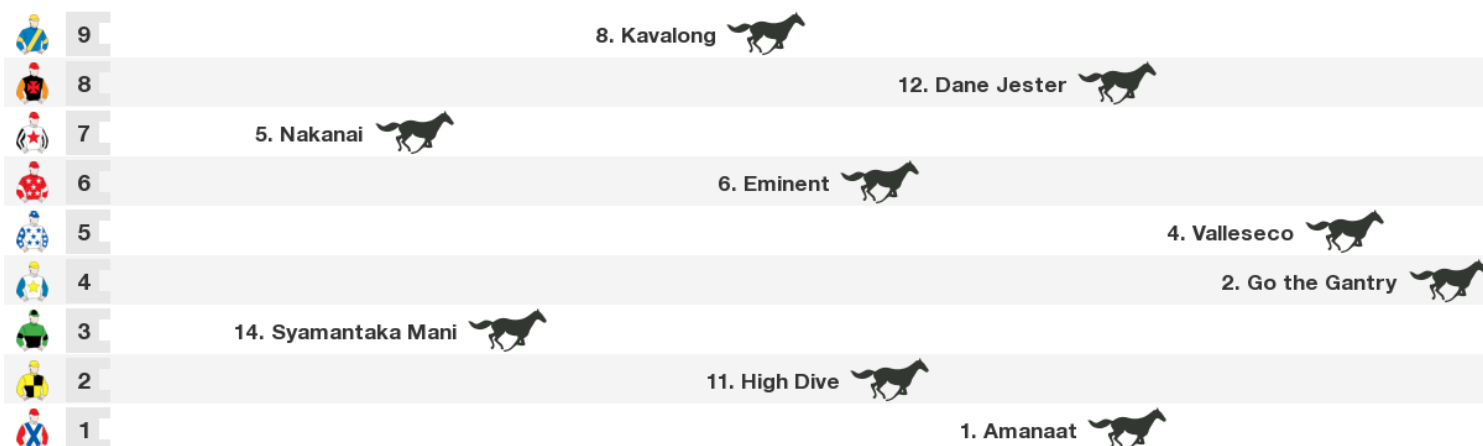 9 8. Kavalong
8 12. Dane Jester
7 5. Nakanai
6 6. Eminent
5 4. Valleseco
4 2. Go the Gantry
3 14. Syamantaka Mani
2 11. High Dive
1 1. Amanaat